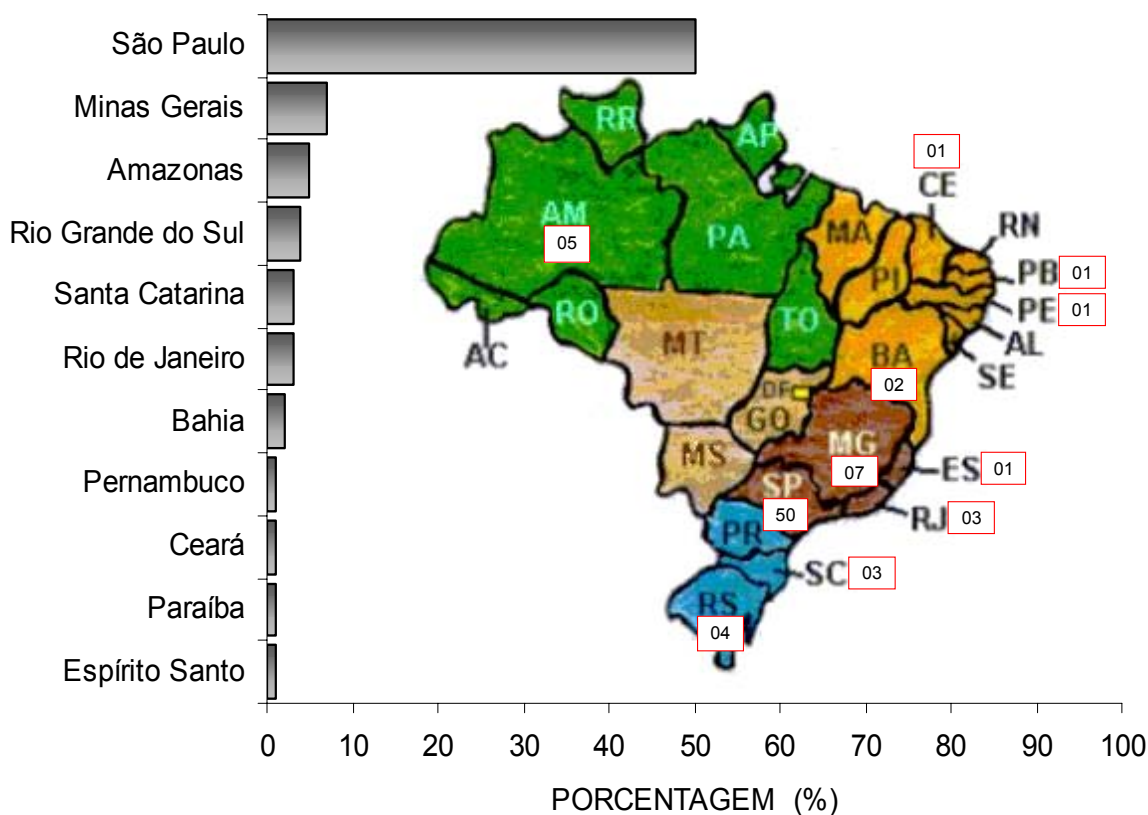 São Paulo
Minas Gerais
Amazonas
Rio Grande do Sul
Santa Catarina
Rio de Janeiro
Bahia
Pernambuco
Ceará
Paraíba
Espírito Santo
RR
AP
01
CE
AM
05
PA
MA
RN
PI
PB 01
PE 01
RO
TO
AL
AC
MT
BA
SE
02
DF
GO
MG
MS
07
ES 01
SP
50
RJ 03
PR
SC 03
RS
04
0 10 20 30 40 50 60 70 80 90 100
PORCENTAGEM (%)